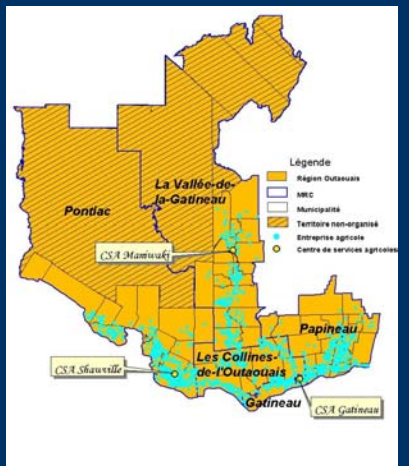 Légende
Région Outaouais
MRC
Municipalité
Territoire non-organisé
Entreprise agricole
Centre de services agricoles
La Vallée-de-
la-Gatineau
Pontiac
CSA Maniwaki
Papineau
Les Collines-
de-l'Outaouais
CSA Shawville
Gatineau
CSA Gatineau